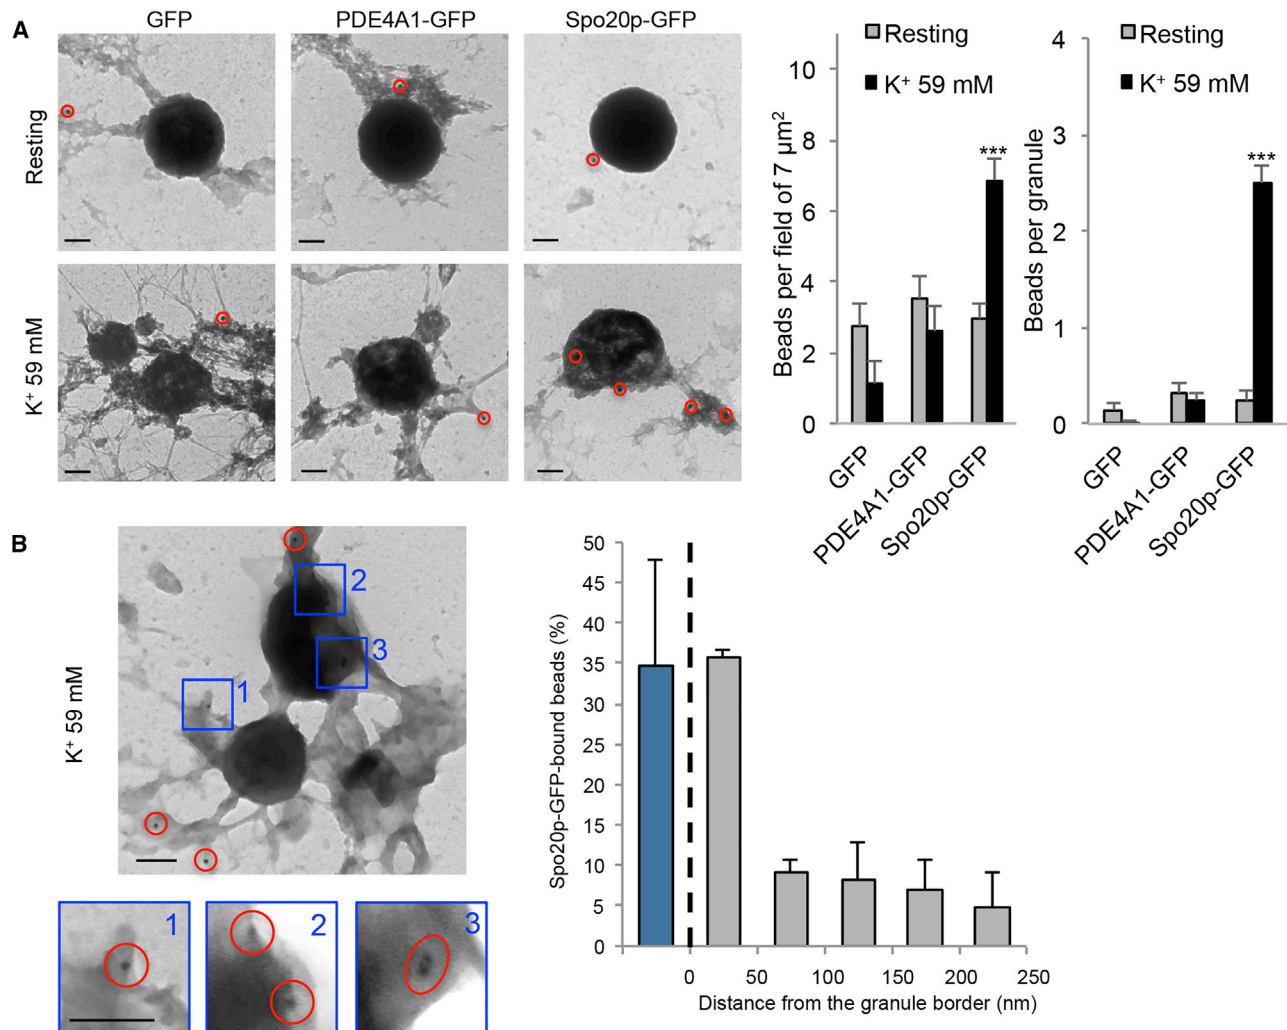 A
GFP
PDE4A1-GFP
Spo20p-GFP
Resting
K⁺ 59 mM
Beads per field of 7 µm²
10
8
6
4
2
0
Resting
K⁺ 59 mM
***
GFP
PDE4A1-GFP
Spo20p-GFP
Beads per granule
4
3
2
1
0
Resting
K⁺ 59 mM
***
GFP
PDE4A1-GFP
Spo20p-GFP
B
K⁺ 59 mM
1
2
3
1
2
3
Spo20p-GFP-bound beads (%)
50
45
40
35
30
25
20
15
10
5
0
0 50 100 150 200 250
Distance from the granule border (nm)